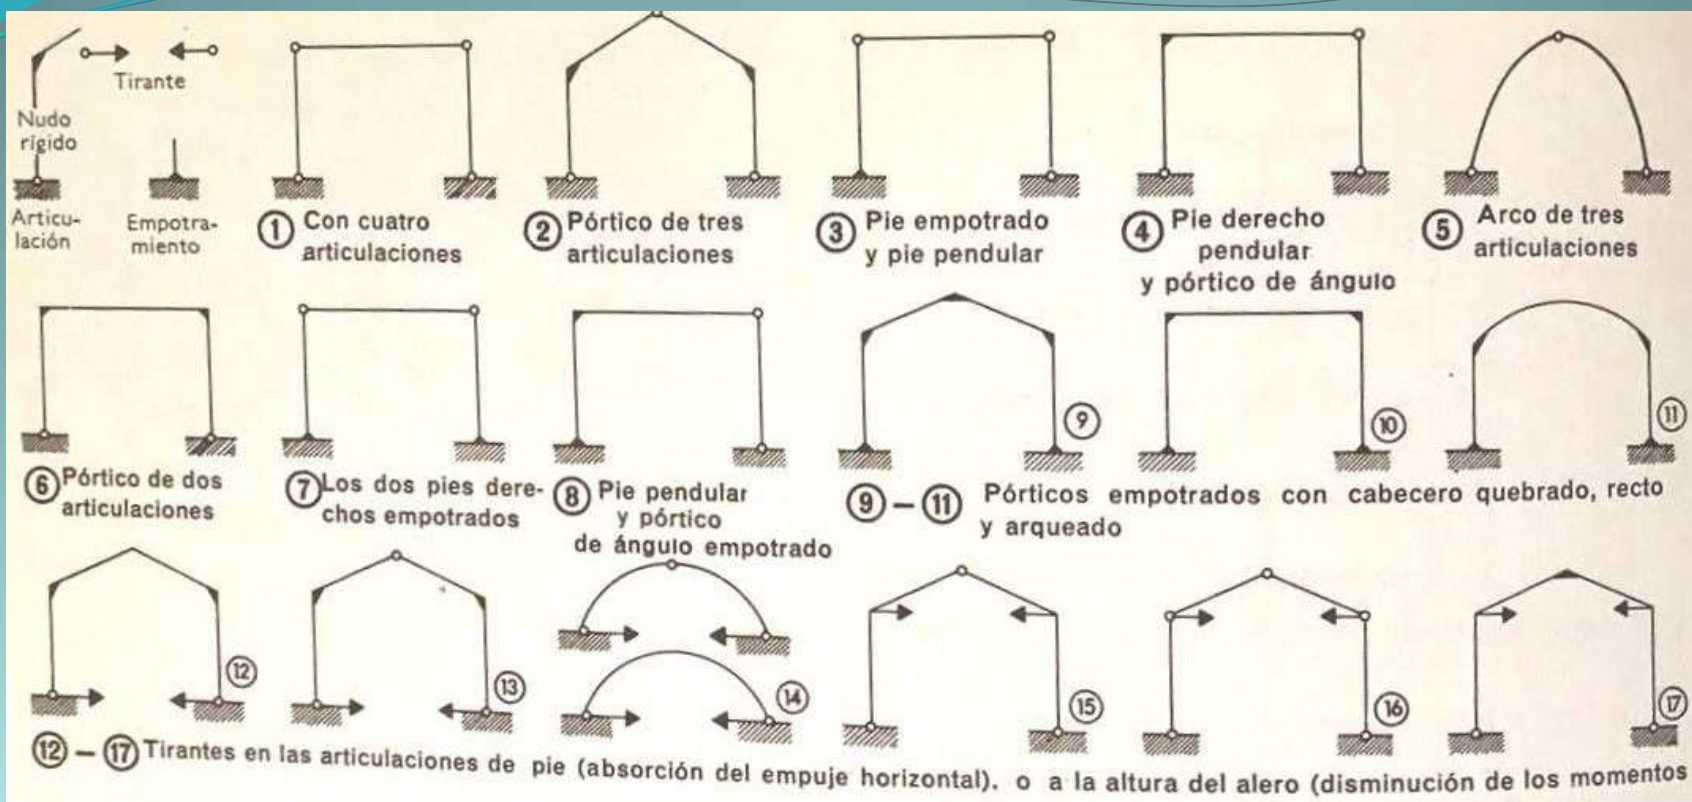 Tirante
Nudo
rígido
Articu-
lación
Empotra-
miento
1 Con cuatro
articulaciones
2 Pórtico de tres
articulaciones
3 Pie empotrado
y pie pendular
4 Pie derecho
pendular
y pórtico de ángulo
5 Arco de tres
articulaciones
6 Pórtico de dos
articulaciones
7 Los dos pies dere-
chos empotrados
8 Pie pendular
y pórtico
de ángulo empotrado
9
10
11
9 – 11 Pórticos empotrados con cabecero quebrado, recto
y arqueado
12
13
14
15
16
17
12 – 17 Tirantes en las articulaciones de pie (absorción del empuje horizontal). o a la altura del alero (disminución de los momentos